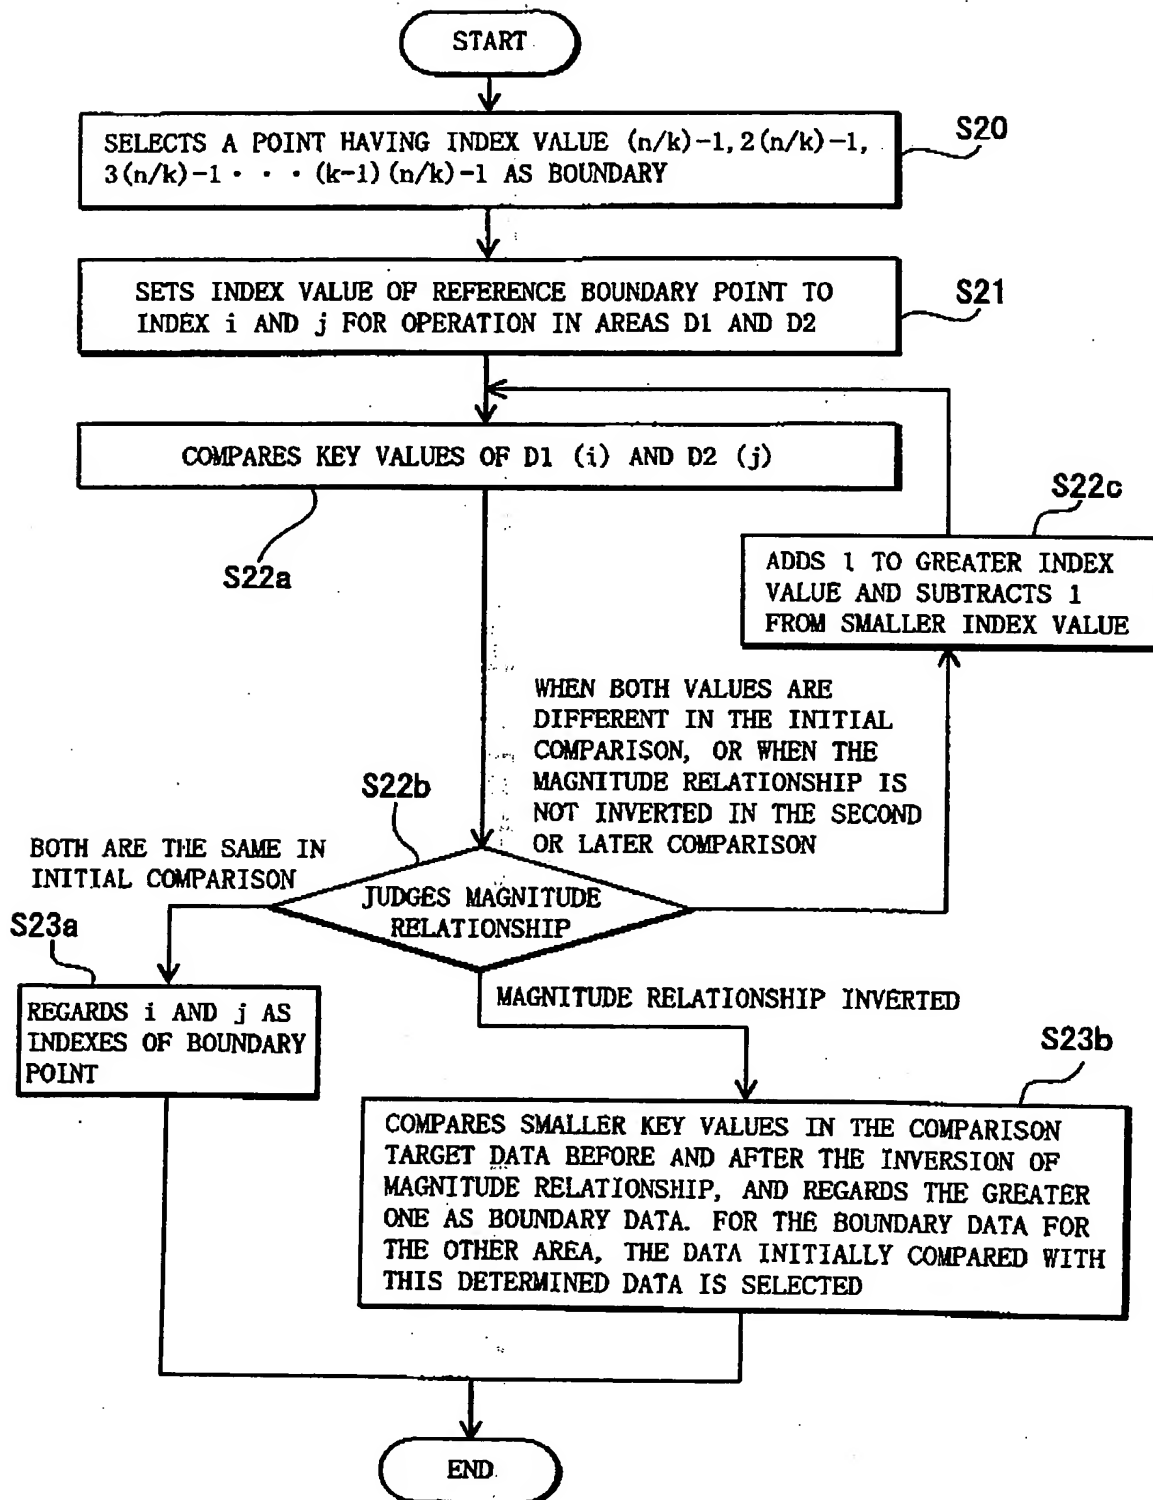 START
SELECTS A POINT HAVING INDEX VALUE (n/k)-1, 2(n/k)-1,
3(n/k)-1 · · · (k-1)(n/k)-1 AS BOUNDARY
S20
SETS INDEX VALUE OF REFERENCE BOUNDARY POINT TO
INDEX i AND j FOR OPERATION IN AREAS D1 AND D2
S21
COMPARES KEY VALUES OF D1 (i) AND D2 (j)
S22a
S22c
ADDS 1 TO GREATER INDEX
VALUE AND SUBTRACTS 1
FROM SMALLER INDEX VALUE
WHEN BOTH VALUES ARE
DIFFERENT IN THE INITIAL
COMPARISON, OR WHEN THE
MAGNITUDE RELATIONSHIP IS
NOT INVERTED IN THE SECOND
OR LATER COMPARISON
S22b
BOTH ARE THE SAME IN
INITIAL COMPARISON
JUDGES MAGNITUDE
RELATIONSHIP
S23a
REGARDS i AND j AS
INDEXES OF BOUNDARY
POINT
MAGNITUDE RELATIONSHIP INVERTED
S23b
COMPARES SMALLER KEY VALUES IN THE COMPARISON
TARGET DATA BEFORE AND AFTER THE INVERSION OF
MAGNITUDE RELATIONSHIP, AND REGARDS THE GREATER
ONE AS BOUNDARY DATA. FOR THE BOUNDARY DATA FOR
THE OTHER AREA, THE DATA INITIALLY COMPARED WITH
THIS DETERMINED DATA IS SELECTED
END